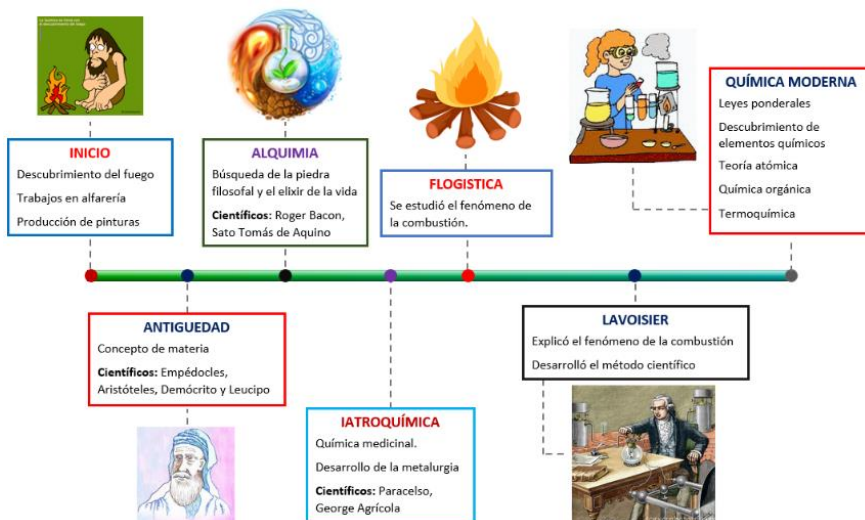 INICIO
Descubrimiento del fuego
Trabajos en alfarería
Producción de pinturas
ALQUIMIA
Búsqueda de la piedra
filosofal y el elixir de la vida
Científicos: Roger Bacon,
Sato Tomás de Aquino
FLOGISTICA
Se estudió el fenómeno de
la combustión.
QUÍMICA MODERNA
Leyes ponderales
Descubrimiento de
elementos químicos
Teoría atómica
Química orgánica
Termoquímica
ANTIGUEDAD
Concepto de materia
Científicos: Empédocles,
Aristóteles, Demócrito y Leucipo
IATROQUÍMICA
Química medicinal.
Desarrollo de la metalurgia
Científicos: Paracelso,
George Agrícola
LAVOISIER
Explicó el fenómeno de la combustión
Desarrolló el método científico